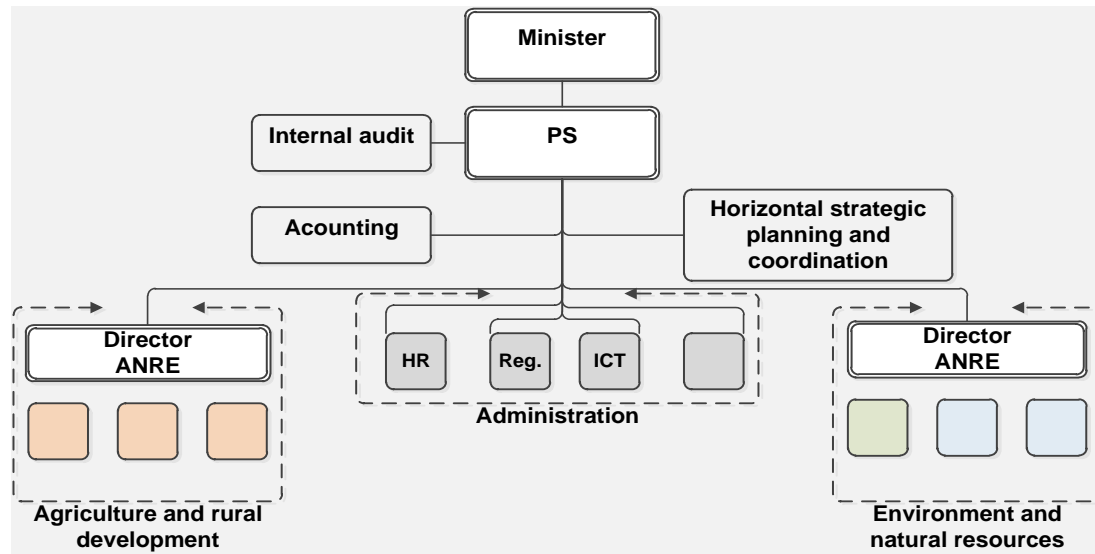 Minister
PS
Internal audit
Acounting
Horizontal strategic
planning and
coordination
Director
ANRE
HR
Reg.
ICT
Administration
Director
ANRE
Agriculture and rural
development
Environment and
natural resources